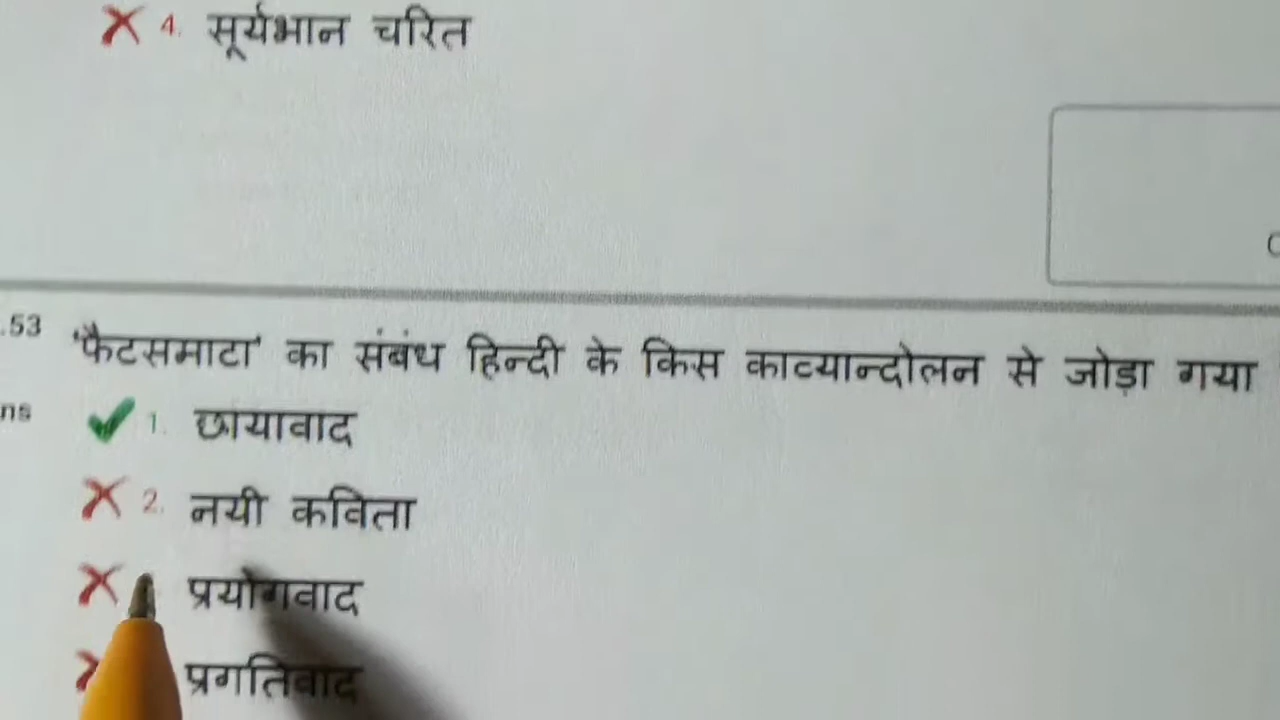 4. सूर्यभान चरित
.53 'फैटसमाटा' का संबंध हिन्दी के किस काव्यान्दोलन से जोड़ा गया
ns
1. छायावाद
2. नयी कविता
प्रयोगवाद
प्रगतिवाद